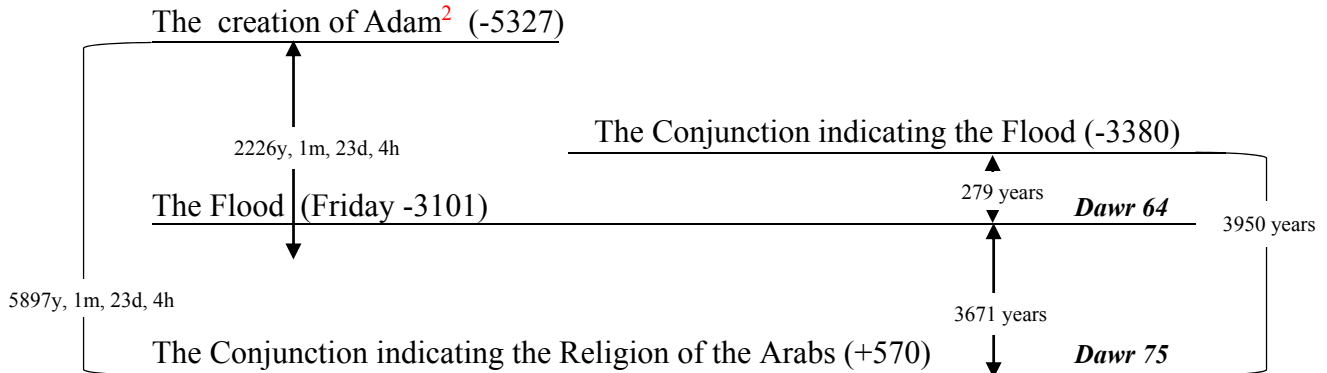 The creation of Adam2 (-5327)
The Conjunction indicating the Flood (-3380)
2226y, 1m, 23d, 4h
279 years
The Flood (Friday -3101)
Dawr 64
3950 years
5897y, 1m, 23d, 4h
3671 years
The Conjunction indicating the Religion of the Arabs (+570)
Dawr 75